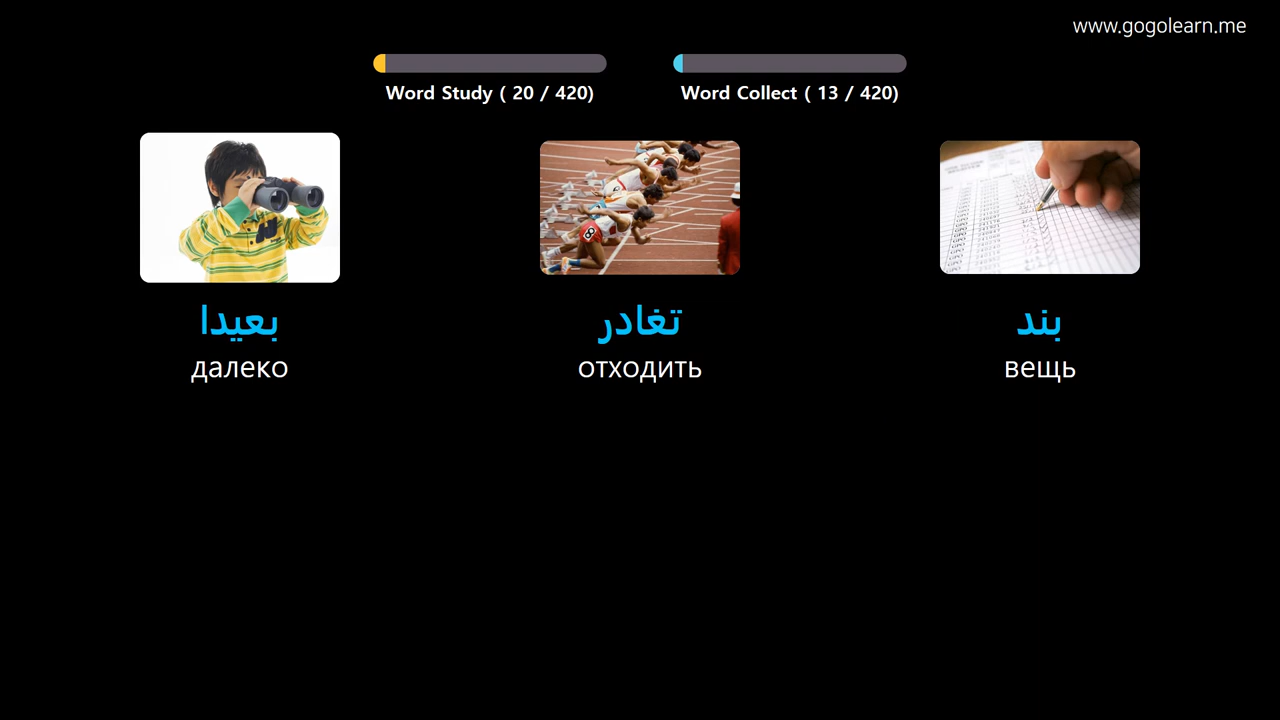 www.gogolearn.me
Word Study ( 20 / 420)
Word Collect ( 13 / 420)
بعيدا
далеко
تغادر
отходить
بند
вещь